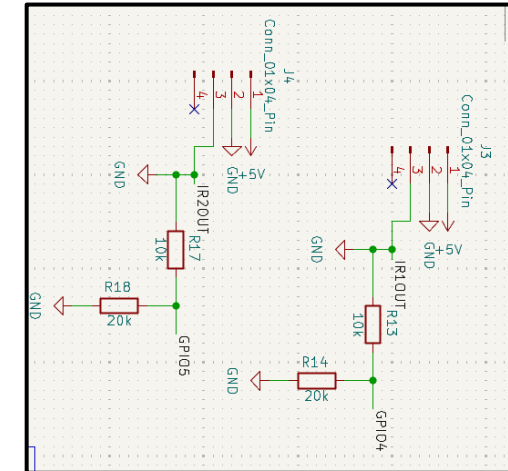 J4
Conn_01x04_Pin
4
3
2
1
GND
+5V
GND
IR2OUT
R17
10k
R18
20k
GND
GPIO5
J3
Conn_01x04_Pin
4
3
2
1
GND
+5V
GND
IR1OUT
R13
10k
R14
20k
GND
GPIO4